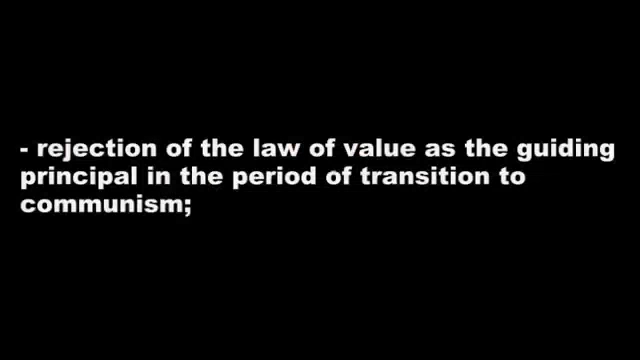 - rejection of the law of value as the guiding
principal in the period of transition to
communism;